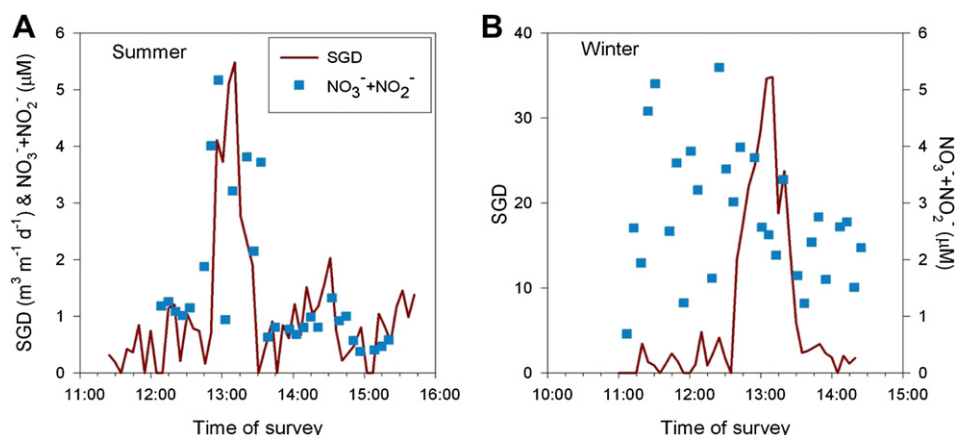 A
Summer
SGD
NO₃⁻+NO₂⁻
SGD (m³ m⁻¹ d⁻¹) & NO₃⁻+NO₂⁻ (µM)
6
5
4
3
2
1
0
11:00 12:00 13:00 14:00 15:00 16:00
Time of survey
B
Winter
SGD
40
30
20
10
0
6
5
4
3
2
1
0
NO₃⁻+NO₂⁻ (µM)
10:00 11:00 12:00 13:00 14:00 15:00
Time of survey